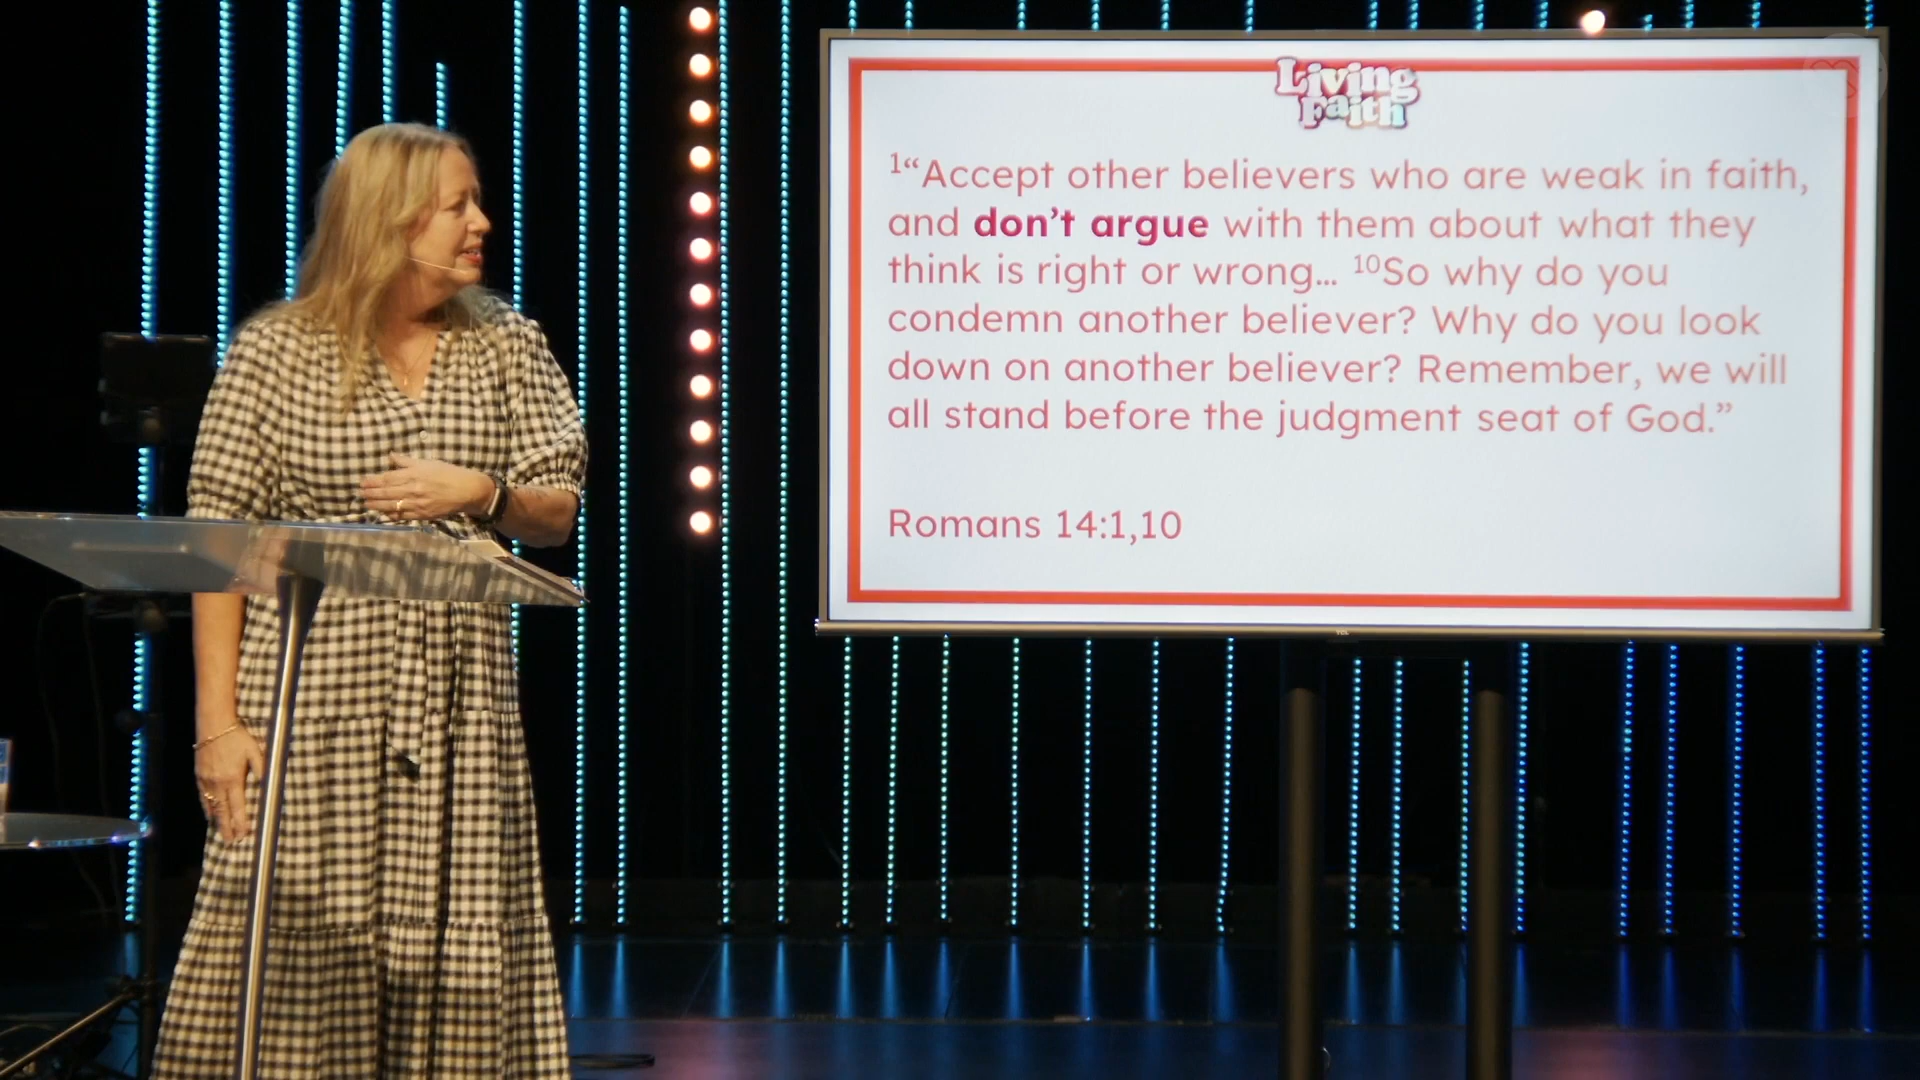 Living
Faith
1“Accept other believers who are weak in faith,
and don’t argue with them about what they
think is right or wrong... 10So why do you
condemn another believer? Why do you look
down on another believer? Remember, we will
all stand before the judgment seat of God.”
Romans 14:1,10
TCL